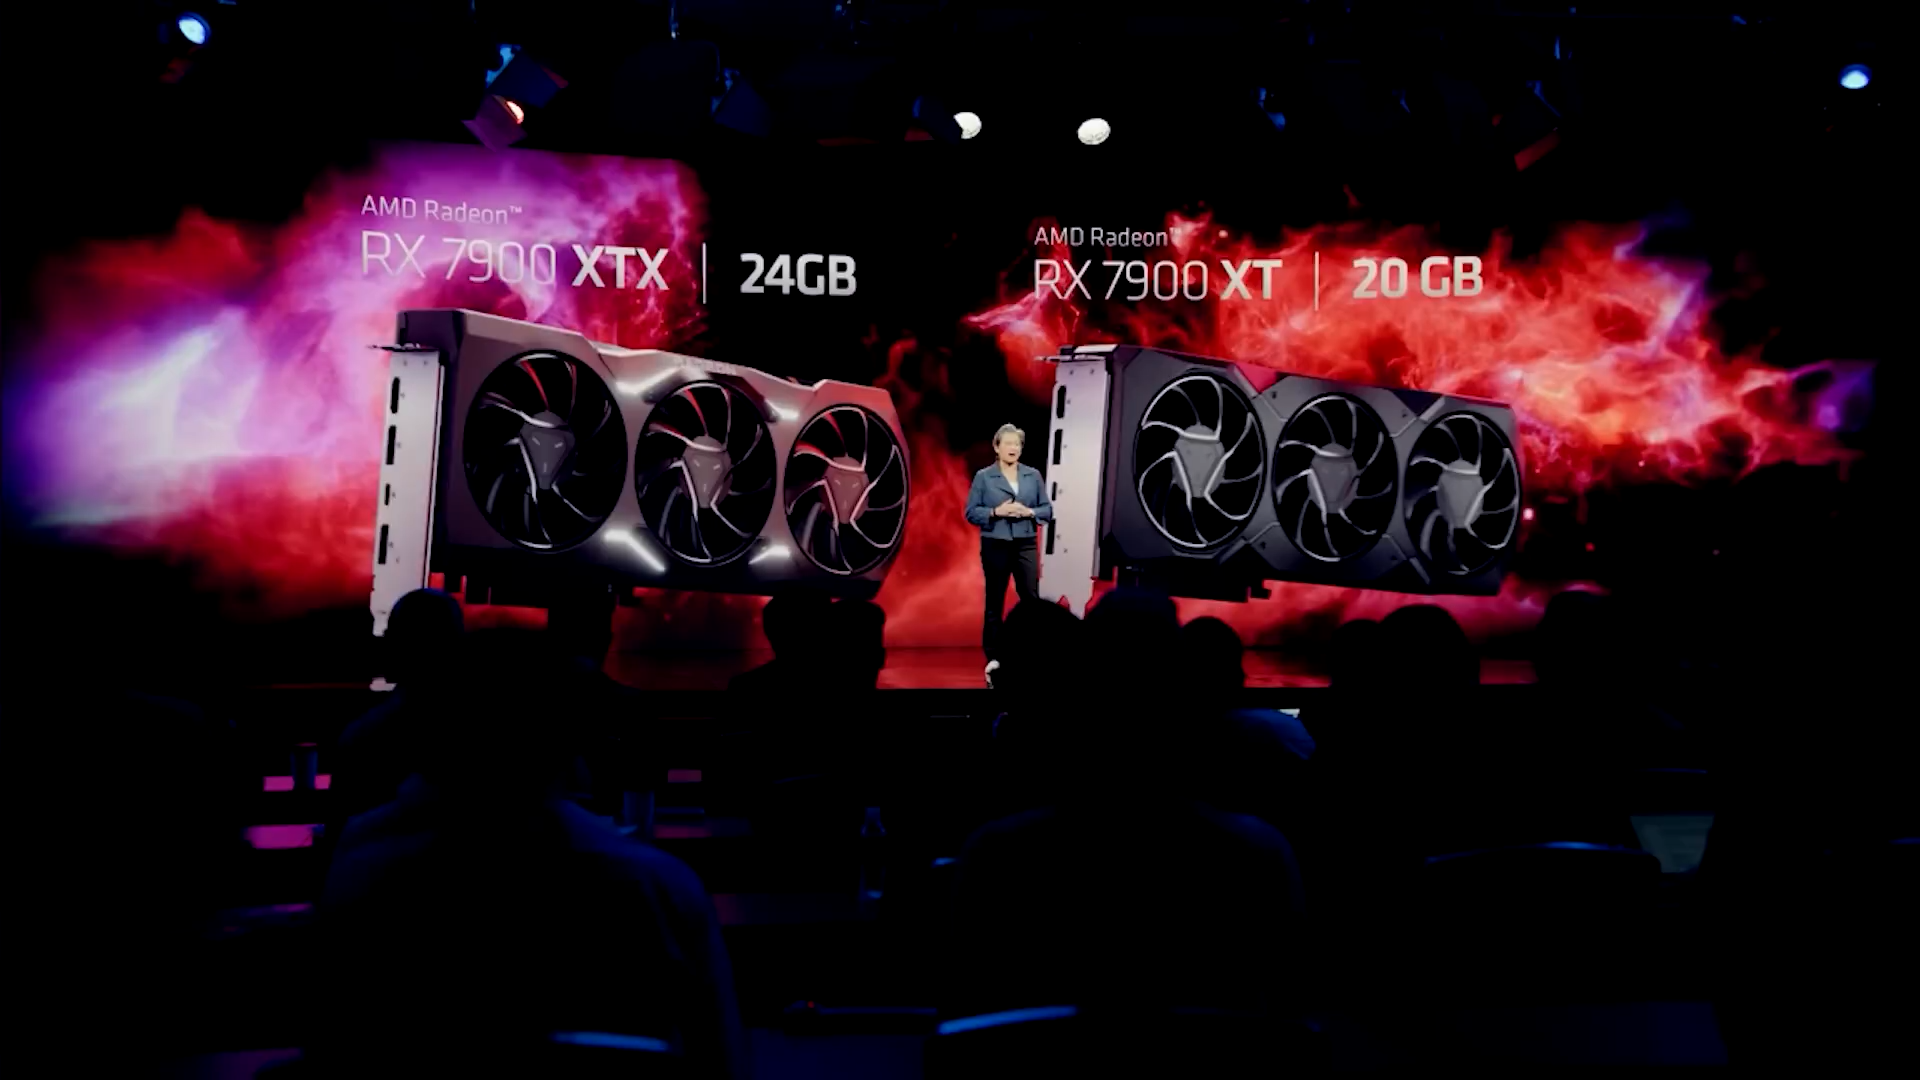 AMD Radeon™
RX 7900 XTX | 24GB
AMD Radeon™
RX 7900 XT | 20 GB